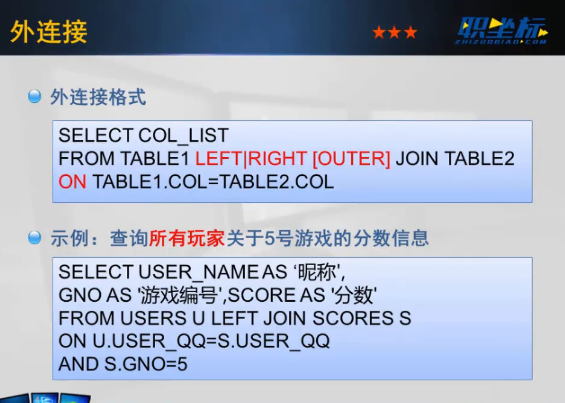 外连接
★★★
职坐标
ZHIZUOBIAO.COM
外连接格式
SELECT COL_LIST
FROM TABLE1 LEFT|RIGHT [OUTER] JOIN TABLE2
ON TABLE1.COL=TABLE2.COL
示例：查询所有玩家关于5号游戏的分数信息
SELECT USER_NAME AS ‘昵称’,
GNO AS '游戏编号',SCORE AS '分数'
FROM USERS U LEFT JOIN SCORES S
ON U.USER_QQ=S.USER_QQ
AND S.GNO=5